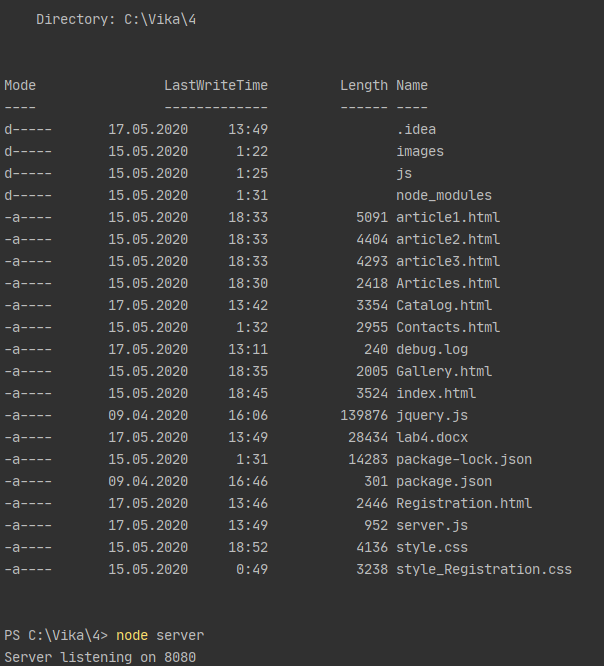 Directory: C:\Vika\4
Mode                LastWriteTime         Length Name
----                -------------         ------ ----
d-----       17.05.2020     13:49                .idea
d-----       15.05.2020      1:22                images
d-----       15.05.2020      1:25                js
d-----       15.05.2020      1:31                node_modules
-a----       15.05.2020     18:33           5091 article1.html
-a----       15.05.2020     18:33           4404 article2.html
-a----       15.05.2020     18:33           4293 article3.html
-a----       15.05.2020     18:30           2418 Articles.html
-a----       17.05.2020     13:42           3354 Catalog.html
-a----       15.05.2020      1:32           2955 Contacts.html
-a----       17.05.2020     13:11            240 debug.log
-a----       15.05.2020     18:35           2005 Gallery.html
-a----       15.05.2020     18:45           3524 index.html
-a----       09.04.2020     16:06         139876 jquery.js
-a----       17.05.2020     13:49          28434 lab4.docx
-a----       15.05.2020      1:31          14283 package-lock.json
-a----       09.04.2020     16:46            301 package.json
-a----       17.05.2020     13:46           2446 Registration.html
-a----       17.05.2020     13:49            952 server.js
-a----       15.05.2020     18:52           4136 style.css
-a----       15.05.2020      0:49           3238 style_Registration.css
PS C:\Vika\4> node server
Server listening on 8080